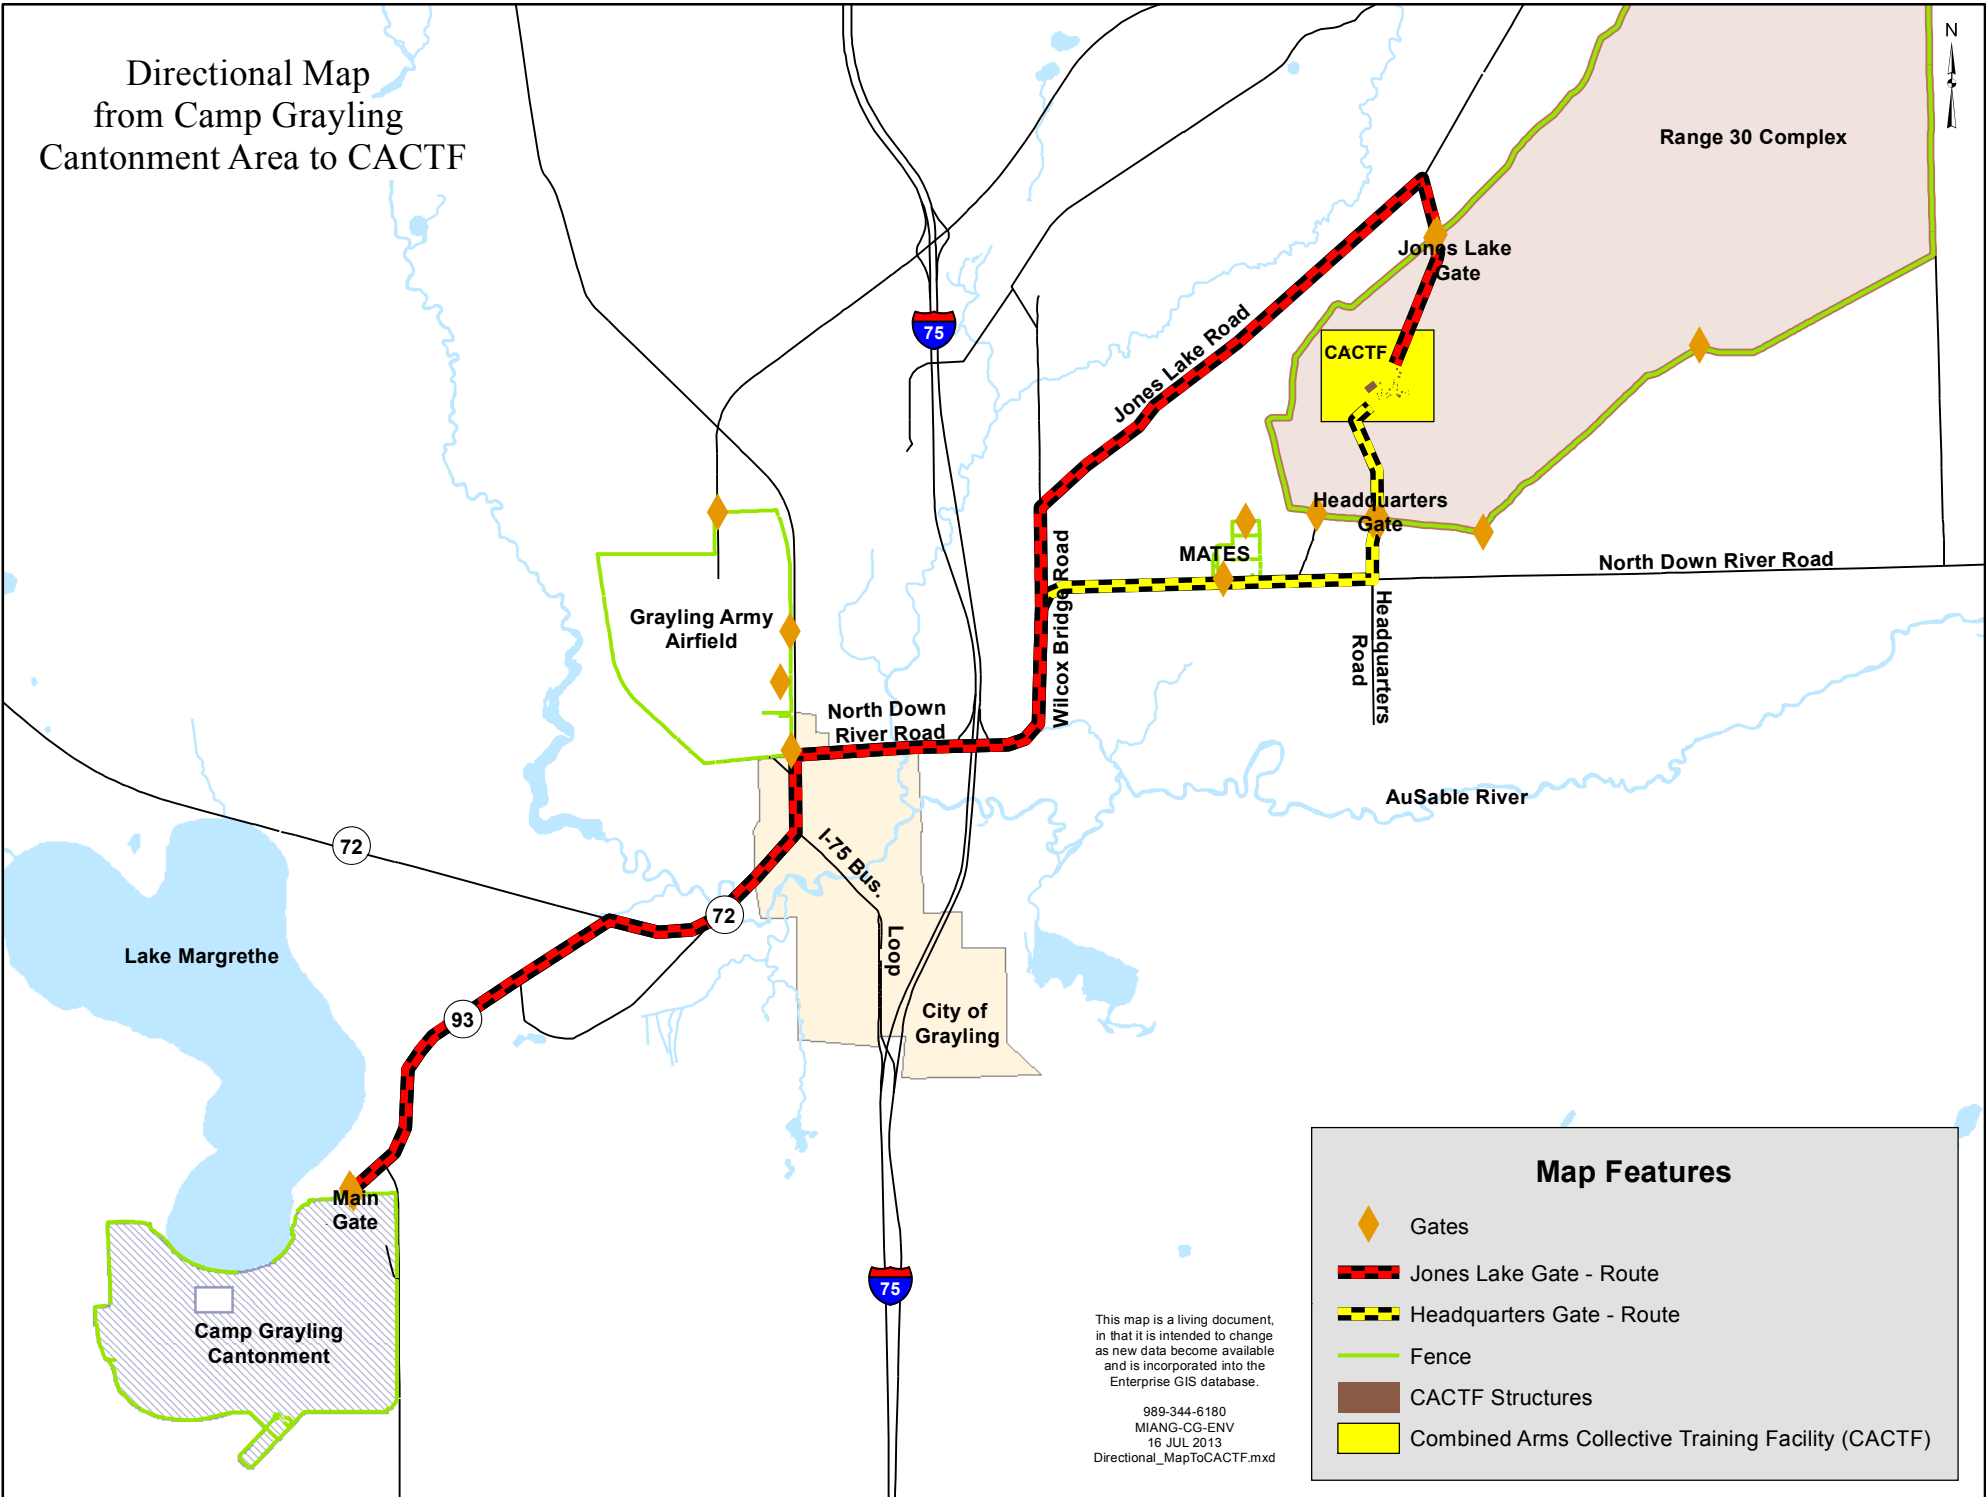 Directional Map
from Camp Grayling
Cantonment Area to CACTF
N
Range 30 Complex
Jones Lake
Gate
75
Jones Lake Road
CACTF
Headquarters
Gate
MATES
North Down River Road
Wilcox Bridge Road
Headquarters
Road
Grayling Army
Airfield
North Down
River Road
AuSable River
72
I-75 Bus.
Loop
72
Lake Margrethe
93
City of
Grayling
Main
Gate
75
Camp Grayling
Cantonment
This map is a living document,
in that it is intended to change
as new data become available
and is incorporated into the
Enterprise GIS database.
989-344-6180
MIANG-CG-ENV
16 JUL 2013
Directional_MapToCACTF.mxd
Map Features
Gates
Jones Lake Gate - Route
Headquarters Gate - Route
Fence
CACTF Structures
Combined Arms Collective Training Facility (CACTF)